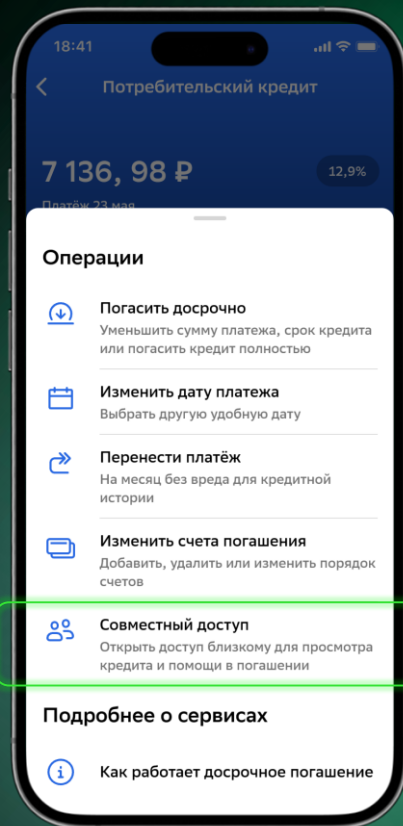 18:41
Потребительский кредит
7 136, 98 ₽
12,9%
Платёж 23 мая
Операции
Погасить досрочно
Уменьшить сумму платежа, срок кредита
или погасить кредит полностью
Изменить дату платежа
Выбрать другую удобную дату
Перенести платёж
На месяц без вреда для кредитной
истории
Изменить счета погашения
Добавить, удалить или изменить порядок
счетов
Совместный доступ
Открыть доступ близкому для просмотра
кредита и помощи в погашении
Подробнее о сервисах
Как работает досрочное погашение